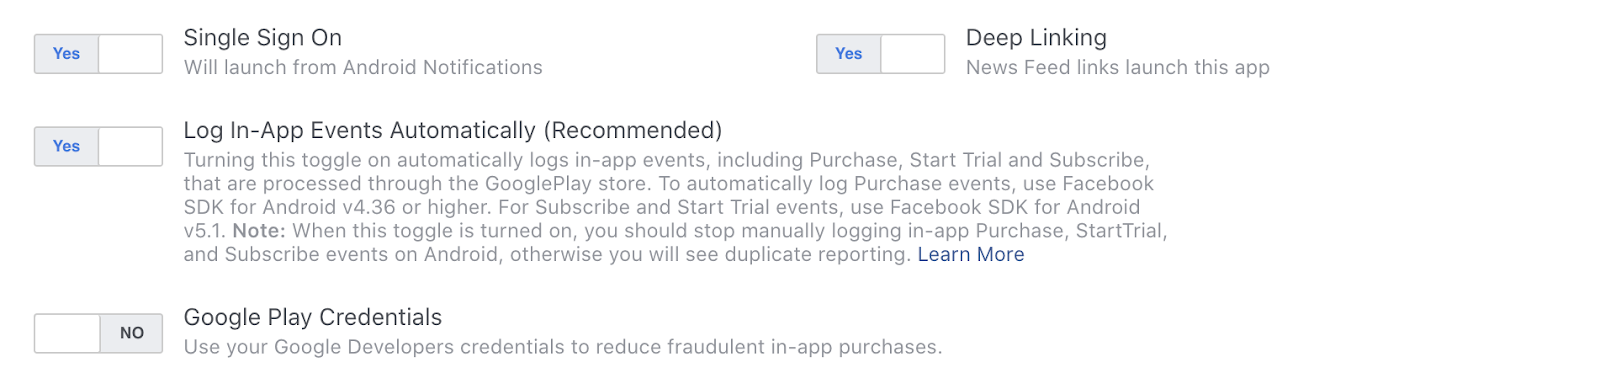 Yes Single Sign On Yes Deep Linking
Will launch from Android Notifications News Feed links launch this app
Yes Log In-App Events Automatically (Recommended)
Turning this toggle on automatically logs in-app events, including Purchase, Start Trial and Subscribe,
that are processed through the GooglePlay store. To automatically log Purchase events, use Facebook
SDK for Android v4.36 or higher. For Subscribe and Start Trial events, use Facebook SDK for Android
v5.1. Note: When this toggle is turned on, you should stop manually logging in-app Purchase, StartTrial,
and Subscribe events on Android, otherwise you will see duplicate reporting. Learn More
NO Google Play Credentials
Use your Google Developers credentials to reduce fraudulent in-app purchases.